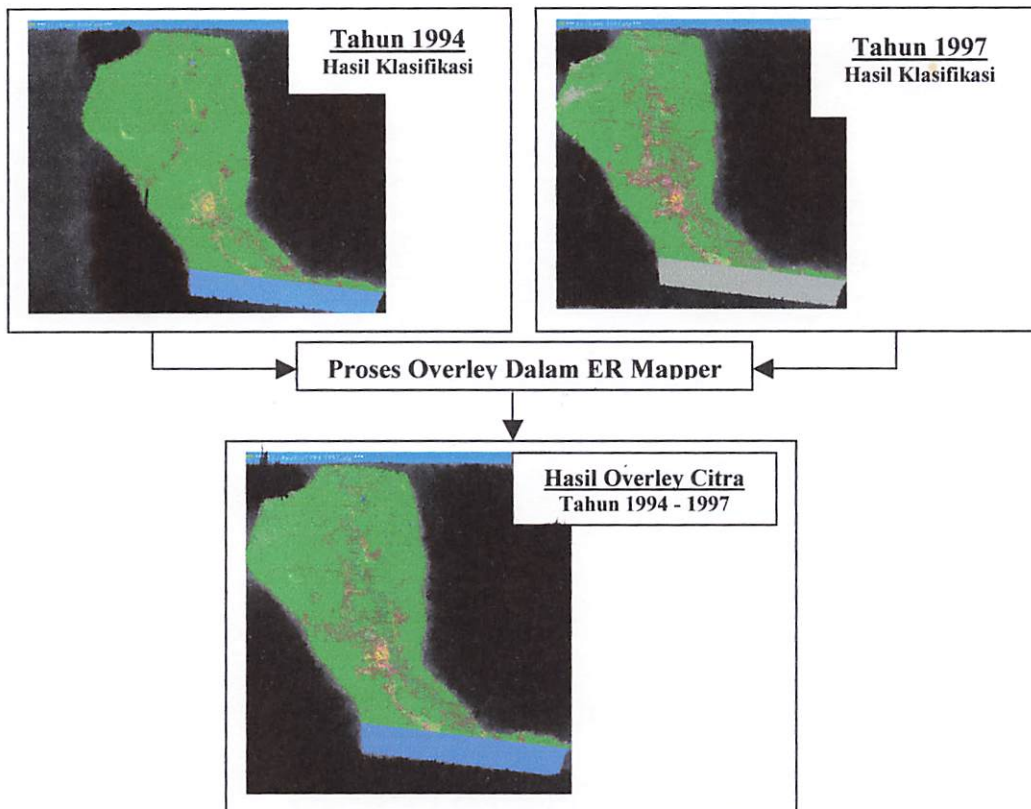 Tahun 1994
Hasil Klasifikasi
Tahun 1997
Hasil Klasifikasi
Proses Overley Dalam ER Mapper
Hasil Overley Citra
Tahun 1994 - 1997